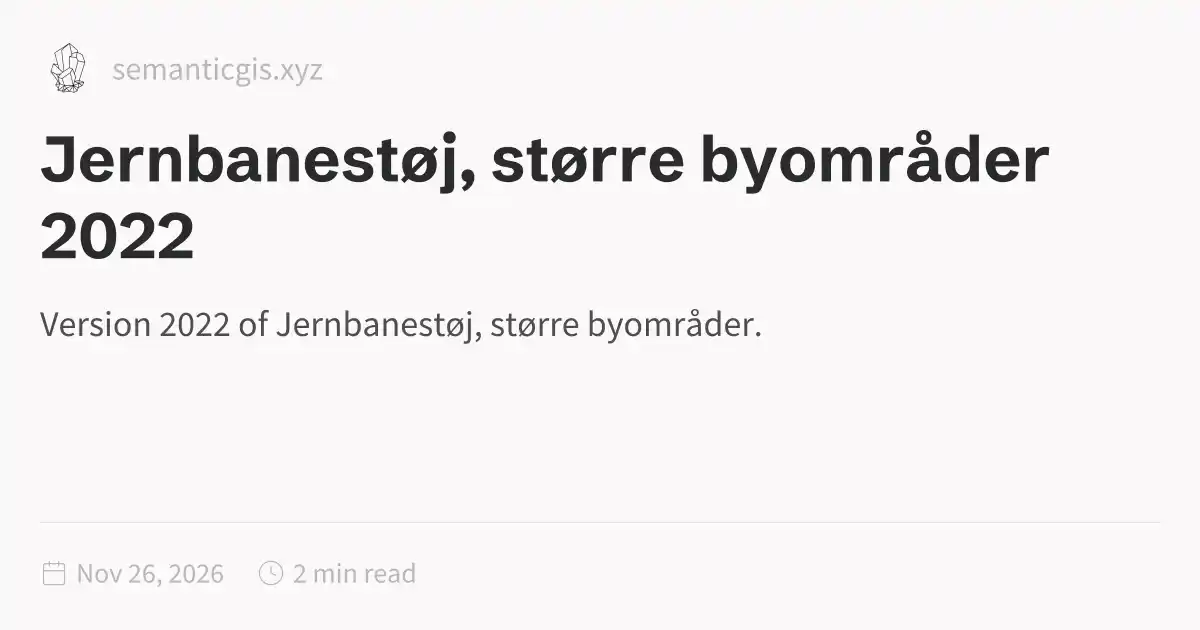 semanticgis.xyz
Jernbanestøj, større byområder
2022
Version 2022 of Jernbanestøj, større byområder.
Nov 26, 2026 2 min read